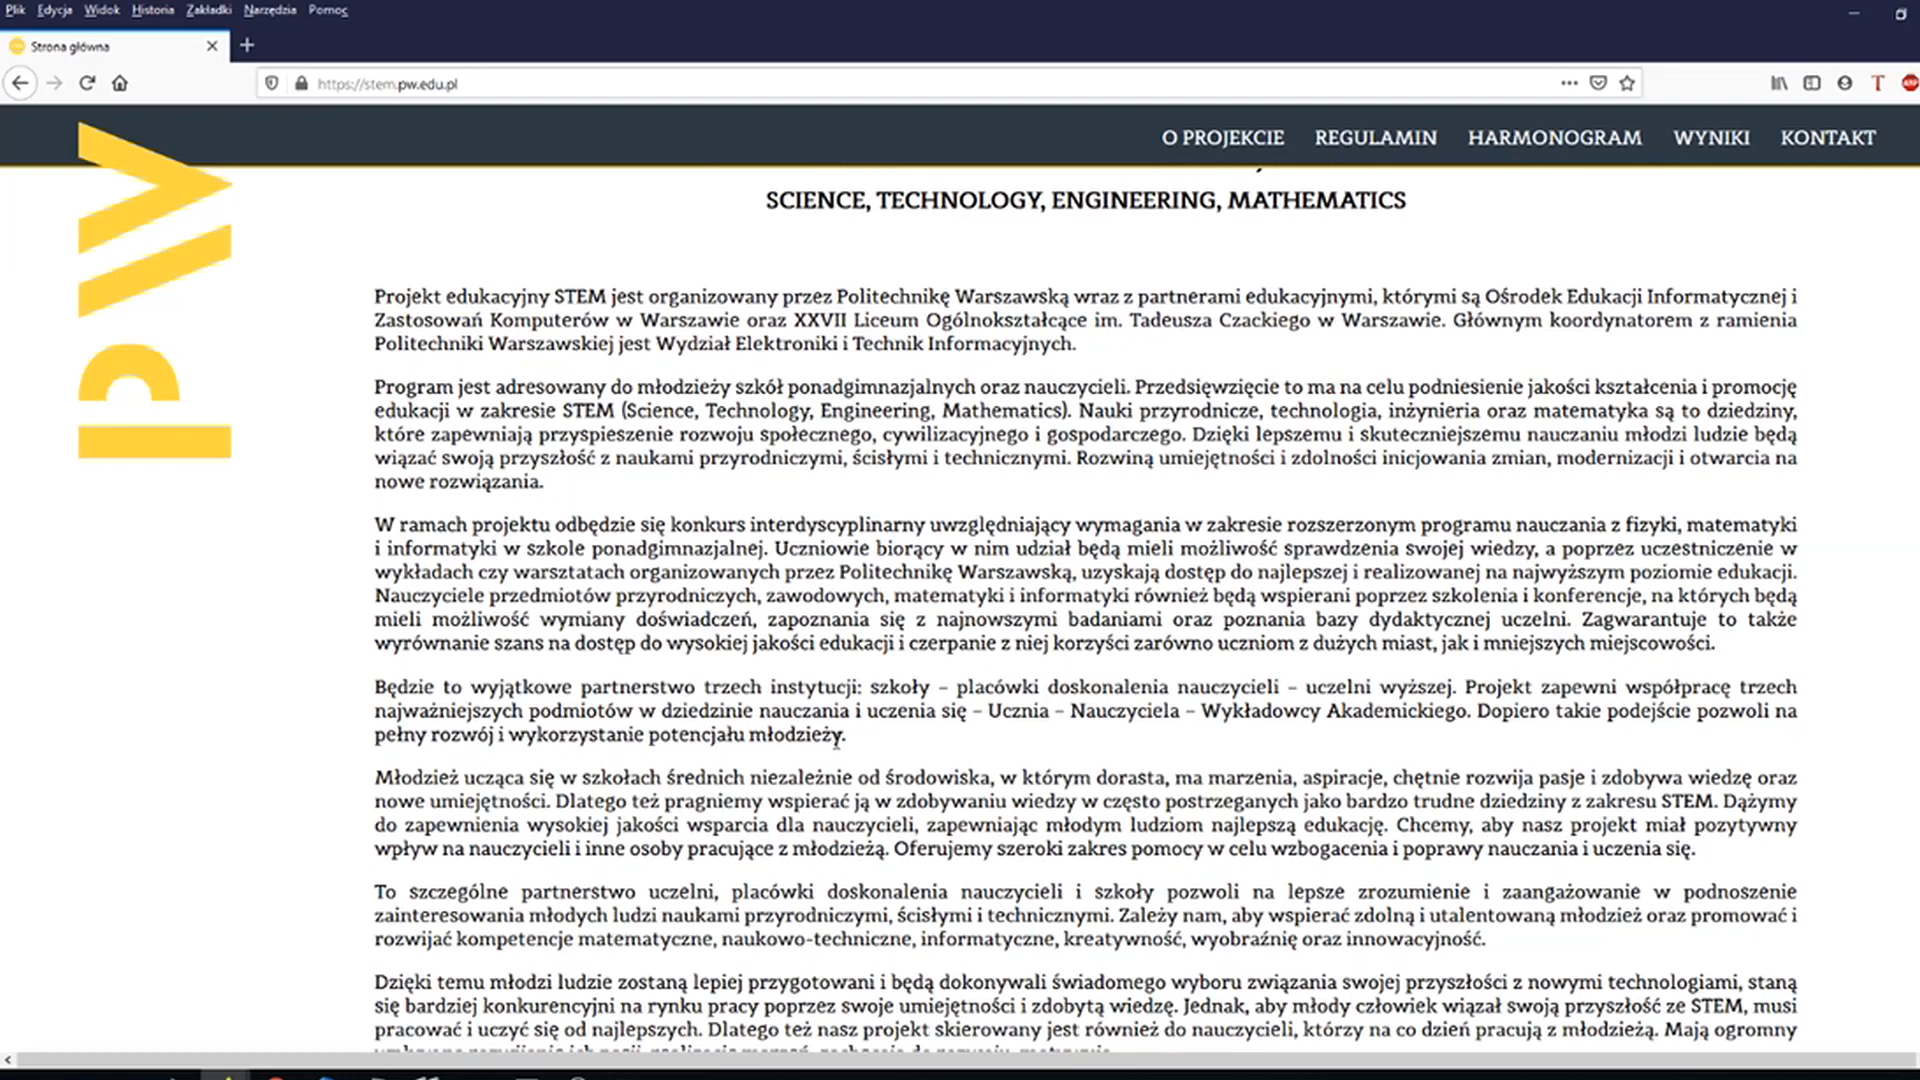 Plik Edycja Widok Historia Zakładki Narzędzia Pomoc
Strona główna
https://stem.pw.edu.pl
O PROJEKCIE REGULAMIN HARMONOGRAM WYNIKI KONTAKT
PW
SCIENCE, TECHNOLOGY, ENGINEERING, MATHEMATICS
Projekt edukacyjny STEM jest organizowany przez Politechnikę Warszawską wraz z partnerami edukacyjnymi, którymi są Ośrodek Edukacji Informatycznej i
Zastosowań Komputerów w Warszawie oraz XXVII Liceum Ogólnokształcące im. Tadeusza Czackiego w Warszawie. Głównym koordynatorem z ramienia
Politechniki Warszawskiej jest Wydział Elektroniki i Technik Informacyjnych.
Program jest adresowany do młodzieży szkół ponadgimnazjalnych oraz nauczycieli. Przedsięwzięcie to ma na celu podniesienie jakości kształcenia i promocję
edukacji w zakresie STEM (Science, Technology, Engineering, Mathematics). Nauki przyrodnicze, technologia, inżynieria oraz matematyka są to dziedziny,
które zapewniają przyspieszenie rozwoju społecznego, cywilizacyjnego i gospodarczego. Dzięki lepszemu i skuteczniejszemu nauczaniu młodzi ludzie będą
wiązać swoją przyszłość z naukami przyrodniczymi, ścisłymi i technicznymi. Rozwiną umiejętności i zdolności inicjowania zmian, modernizacji i otwarcia na
nowe rozwiązania.
W ramach projektu odbędzie się konkurs interdyscyplinarny uwzględniający wymagania w zakresie rozszerzonym programu nauczania z fizyki, matematyki
i informatyki w szkole ponadgimnazjalnej. Uczniowie biorący w nim udział będą mieli możliwość sprawdzenia swojej wiedzy, a poprzez uczestniczenie w
wykładach czy warsztatach organizowanych przez Politechnikę Warszawską, uzyskają dostęp do najlepszej i realizowanej na najwyższym poziomie edukacji.
Nauczyciele przedmiotów przyrodniczych, zawodowych, matematyki i informatyki również będą wspierani poprzez szkolenia i konferencje, na których będą
mieli możliwość wymiany doświadczeń, zapoznania się z najnowszymi badaniami oraz poznania bazy dydaktycznej uczelni. Zagwarantuje to także
wyrównanie szans na dostęp do wysokiej jakości edukacji i czerpanie z niej korzyści zarówno uczniom z dużych miast, jak i mniejszych miejscowości.
Będzie to wyjątkowe partnerstwo trzech instytucji: szkoły – placówki doskonalenia nauczycieli – uczelni wyższej. Projekt zapewni współpracę trzech
najważniejszych podmiotów w dziedzinie nauczania i uczenia się – Ucznia – Nauczyciela – Wykładowcy Akademickiego. Dopiero takie podejście pozwoli na
pełny rozwój i wykorzystanie potencjału młodzieży.
Młodzież ucząca się w szkołach średnich niezależnie od środowiska, w którym dorasta, ma marzenia, aspiracje, chętnie rozwija pasje i zdobywa wiedzę oraz
nowe umiejętności. Dlatego też pragniemy wspierać ją w zdobywaniu wiedzy w często postrzeganych jako bardzo trudne dziedziny z zakresu STEM. Dążymy
do zapewnienia wysokiej jakości wsparcia dla nauczycieli, zapewniając młodym ludziom najlepszą edukację. Chcemy, aby nasz projekt miał pozytywny
wpływ na nauczycieli i inne osoby pracujące z młodzieżą. Oferujemy szeroki zakres pomocy w celu wzbogacenia i poprawy nauczania i uczenia się.
To szczególne partnerstwo uczelni, placówki doskonalenia nauczycieli i szkoły pozwoli na lepsze zrozumienie i zaangażowanie w podnoszenie
zainteresowania młodych ludzi naukami przyrodniczymi, ścisłymi i technicznymi. Zależy nam, aby wspierać zdolną i utalentowaną młodzież oraz promować i
rozwijać kompetencje matematyczne, naukowo-techniczne, informatyczne, kreatywność, wyobraźnię oraz innowacyjność.
Dzięki temu młodzi ludzie zostaną lepiej przygotowani i będą dokonywali świadomego wyboru związania swojej przyszłości z nowymi technologiami, staną
się bardziej konkurencyjni na rynku pracy poprzez swoje umiejętności i zdobytą wiedzę. Jednak, aby młody człowiek wiązał swoją przyszłość ze STEM, musi
pracować i uczyć się od najlepszych. Dlatego też nasz projekt skierowany jest również do nauczycieli, którzy na co dzień pracują z młodzieżą. Mają ogromny